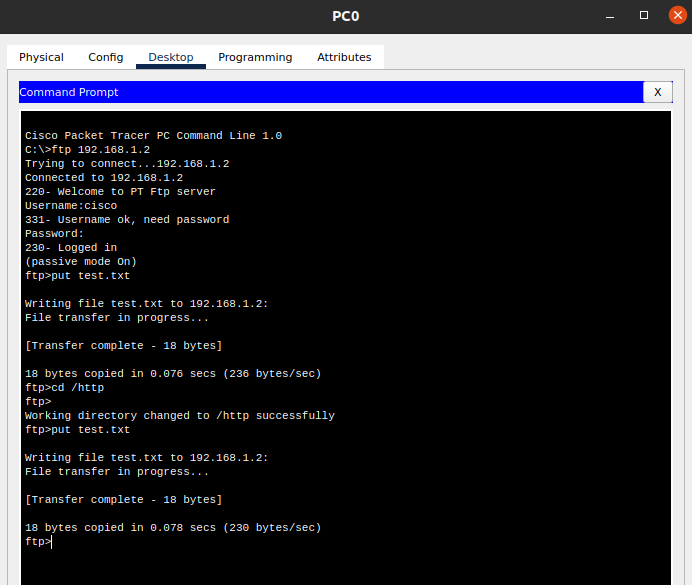 PC0
Physical Config Desktop Programming Attributes
Command Prompt
X
Cisco Packet Tracer PC Command Line 1.0
C:\>ftp 192.168.1.2
Trying to connect...192.168.1.2
Connected to 192.168.1.2
220- Welcome to PT Ftp server
Username:cisco
331- Username ok, need password
Password:
230- Logged in
(passive mode On)
ftp>put test.txt
Writing file test.txt to 192.168.1.2:
File transfer in progress...
[Transfer complete - 18 bytes]
18 bytes copied in 0.076 secs (236 bytes/sec)
ftp>cd /http
ftp>
Working directory changed to /http successfully
ftp>put test.txt
Writing file test.txt to 192.168.1.2:
File transfer in progress...
[Transfer complete - 18 bytes]
18 bytes copied in 0.078 secs (230 bytes/sec)
ftp>